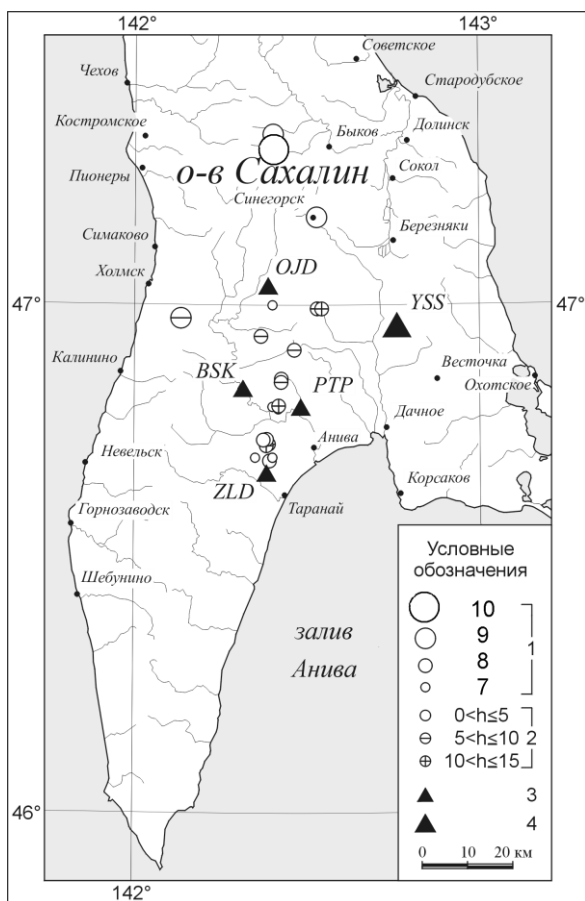 142°
143°
Советское
Чехов
Стародубское
Костромское
Быков
Долинск
Пионеры
о-в Сахалин
Сокол
Синегорск
Симаково
Березняки
OJD
Холмск
47°
YSS
47°
Калинино
BSK
PTP
Весточка
Охотское
Дачное
Анива
Невельск
ZLD
Таранай
Корсаков
Горнозаводск
Шебунино
залив
Анива
Условные
обозначения
10
9
8
7
1
0<h≤5
5<h≤10
10<h≤15
2
3
4
0 10 20 км
46°
46°
142°
143°